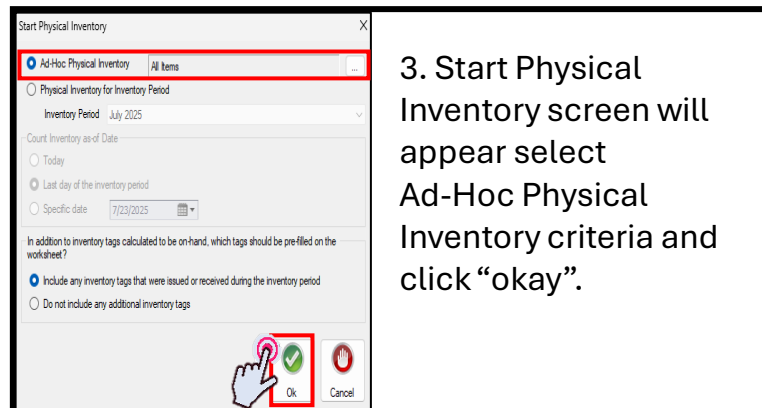 Start Physical Inventory X
Ad-Hoc Physical Inventory All Items ...
Physical Inventory for Inventory Period
Inventory Period July 2025
Count Inventory as-of Date
Today
Last day of the inventory period
Specific date 7/23/2025
In addition to inventory tags calculated to be on-hand, which tags should be pre-filled on the
worksheet?
Include any inventory tags that were issued or received during the inventory period
Do not include any additional inventory tags
Ok Cancel
3. Start Physical
Inventory screen will
appear select
Ad-Hoc Physical
Inventory criteria and
click “okay”.